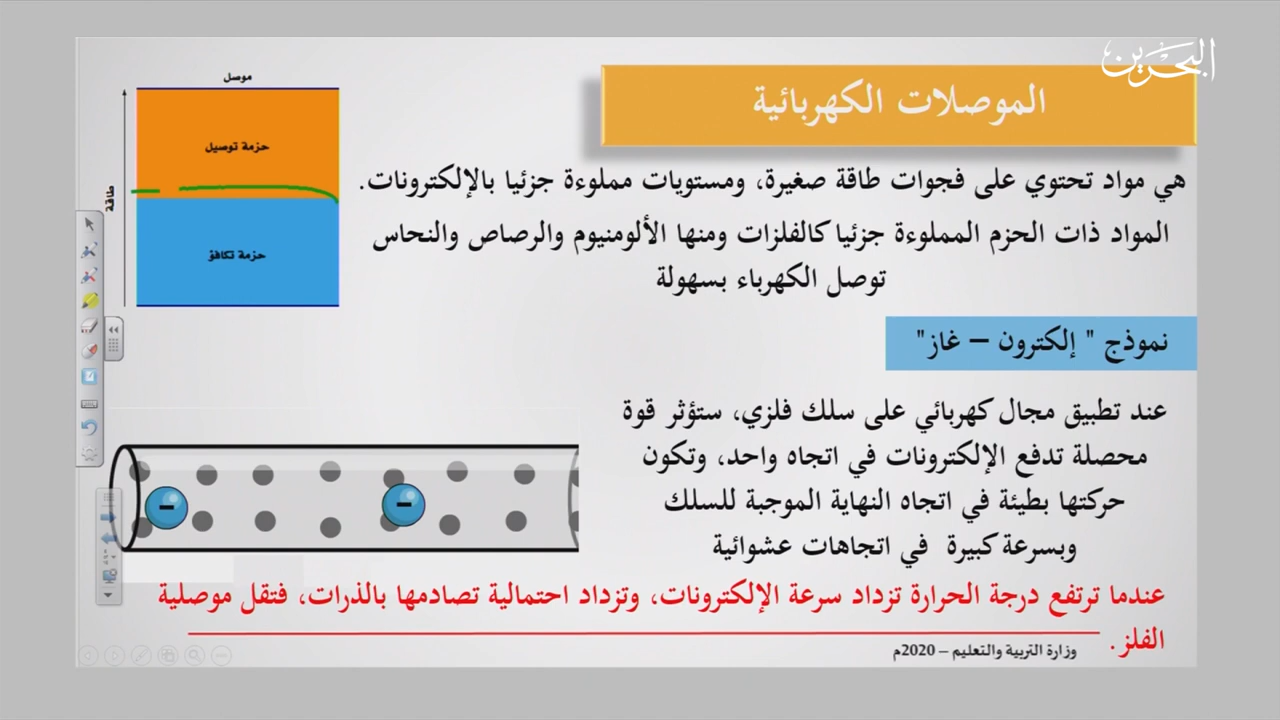 البحرين
الموصلات الكهربائية
هي مواد تحتوي على فجوات طاقة صغيرة، ومستويات مملوءة جزئيا بالإلكترونات.
المواد ذات الحزم المملوءة جزئيا كالفلزات ومنها الألومنيوم والرصاص والنحاس
توصل الكهرباء بسهولة
موصل
حزمة توصيل
طاقة
حزمة تكافؤ
نموذج " إلكترون – غاز"
عند تطبيق مجال كهربائي على سلك فلزي، ستؤثر قوة
محصلة تدفع الإلكترونات في اتجاه واحد، وتكون
حركتها بطيئة في اتجاه النهاية الموجبة للسلك
وبسرعة كبيرة في اتجاهات عشوائية
عندما ترتفع درجة الحرارة تزداد سرعة الإلكترونات، وتزداد احتمالية تصادمها بالذرات، فتقل موصلية
الفلز.
وزارة التربية والتعليم – 2020م